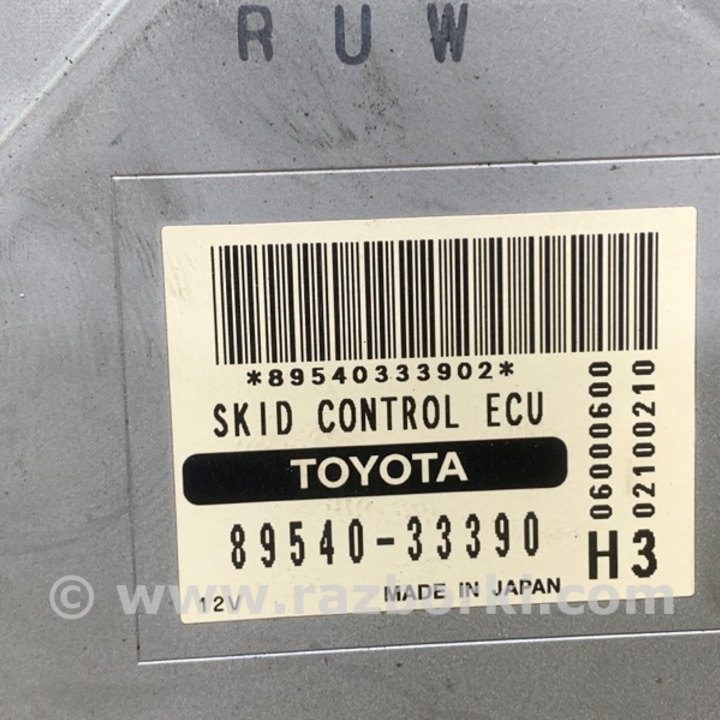 RUW
*89540333902*
SKID CONTROL ECU
TOYOTA
89540-33390
12V
MADE IN JAPAN
H3
06000600
02100210
© www.razborki.com